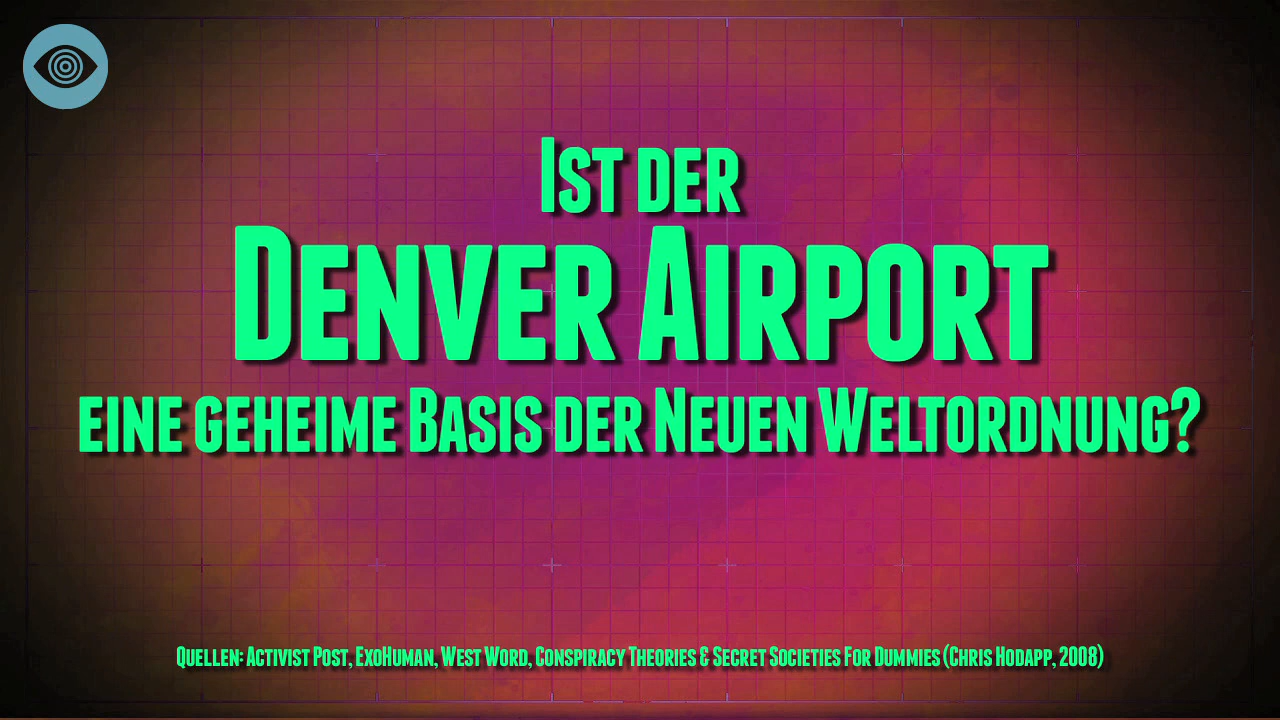 Ist der
Denver Airport
eine geheime Basis der Neuen Weltordnung?
Quellen: Activist Post, ExoHuman, West Word, Conspiracy Theories & Secret Societies For Dummies (Chris Hodapp, 2008)